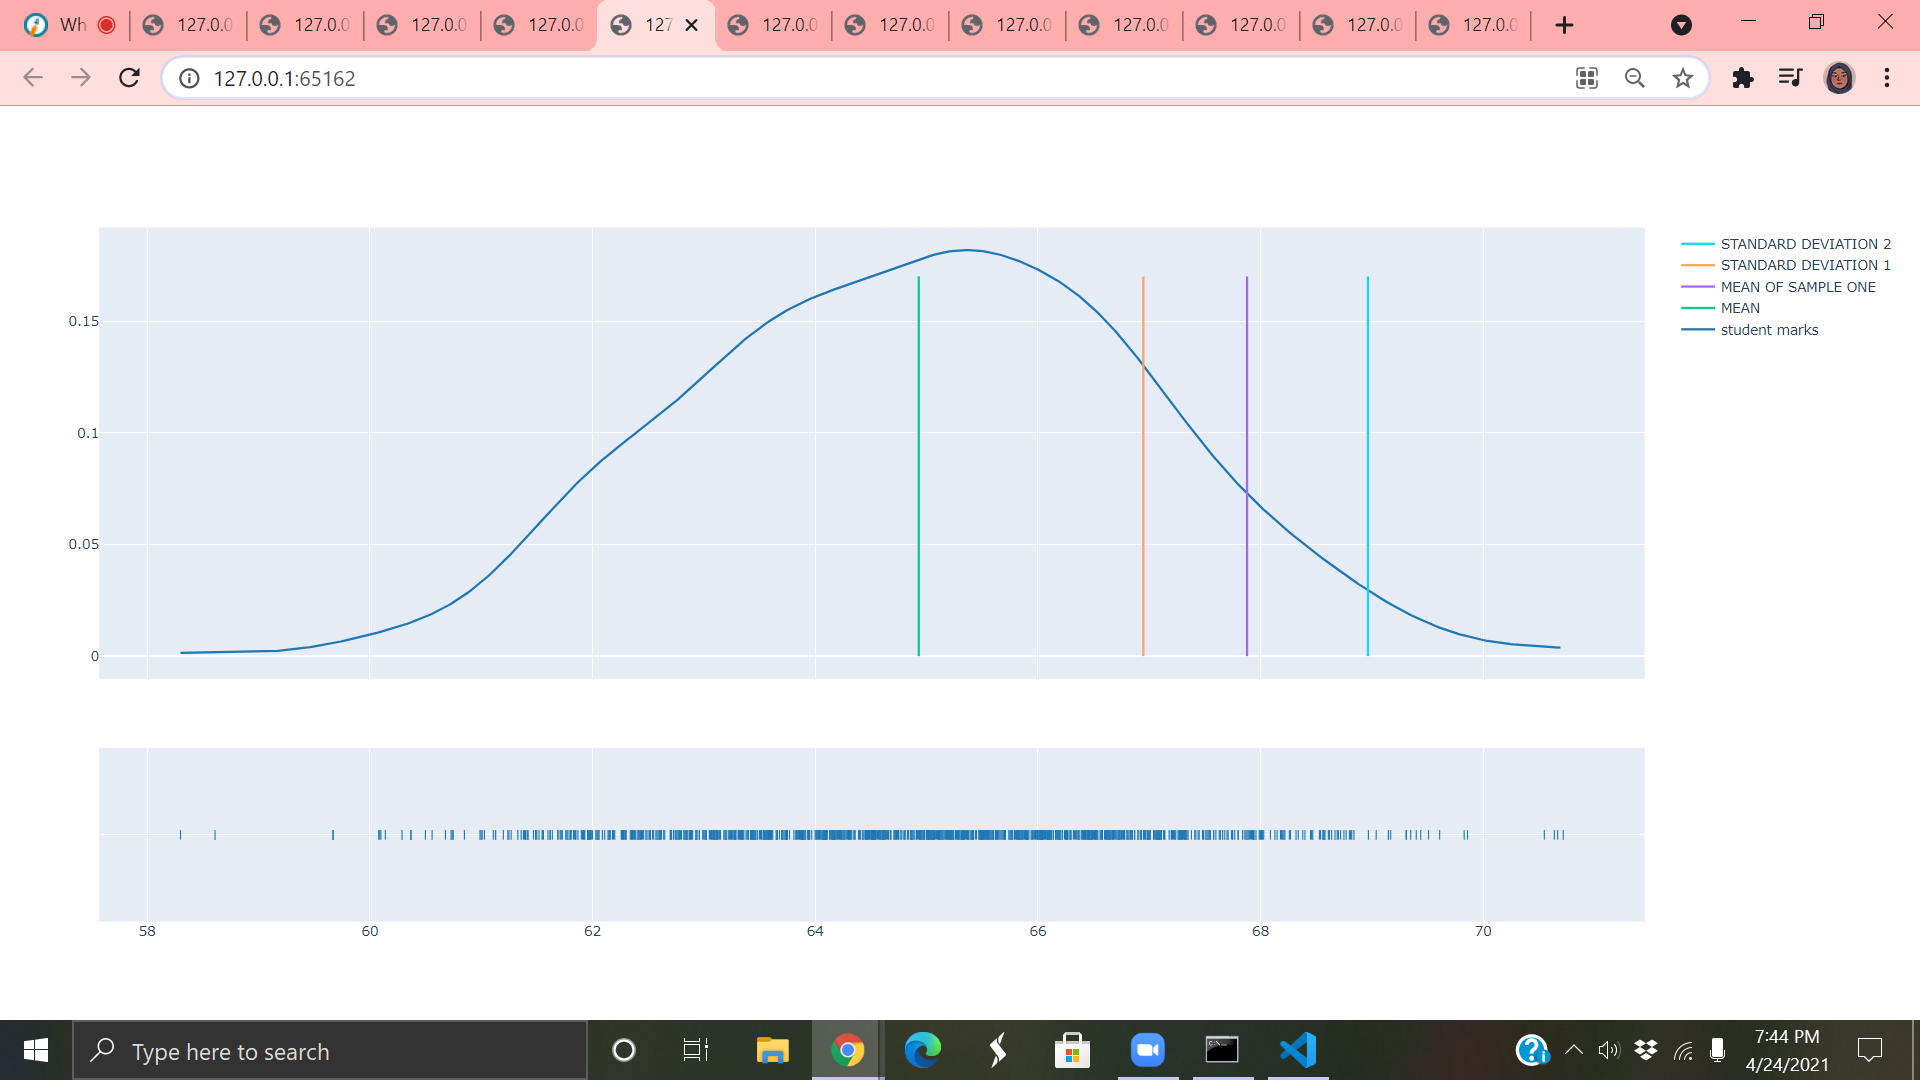 Wh 127.0.0 127.0.0 127.0.0 127.0.0 127 127.0.0 127.0.0 127.0.0 127.0.0 127.0.0 127.0.0 127.0.0
127.0.0.1:65162
STANDARD DEVIATION 2
STANDARD DEVIATION 1
MEAN OF SAMPLE ONE
MEAN
student marks
0.15
0.1
0.05
0
58 60 62 64 66 68 70
Type here to search
7:44 PM
4/24/2021